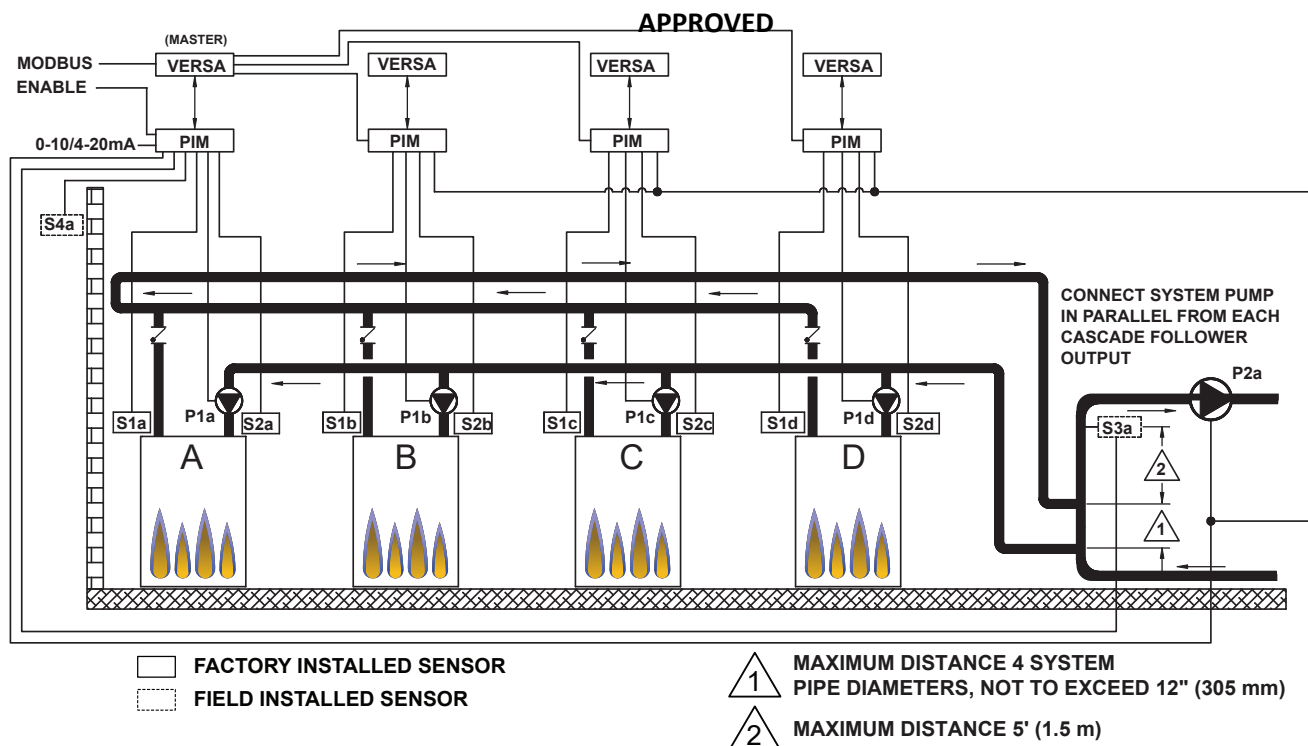 APPROVED
(MASTER)
MODBUS
VERSA
VERSA
VERSA
VERSA
ENABLE
0-10/4-20mA
PIM
PIM
PIM
PIM
S4a
CONNECT SYSTEM PUMP
IN PARALLEL FROM EACH
CASCADE FOLLOWER
OUTPUT
P2a
S1a
P1a
S2a
S1b
P1b
S2b
S1c
P1c
S2c
S1d
P1d
S2d
S3a
A
B
C
D
2
1
FACTORY INSTALLED SENSOR
FIELD INSTALLED SENSOR
1
MAXIMUM DISTANCE 4 SYSTEM
PIPE DIAMETERS, NOT TO EXCEED 12" (305 mm)
2
MAXIMUM DISTANCE 5' (1.5 m)